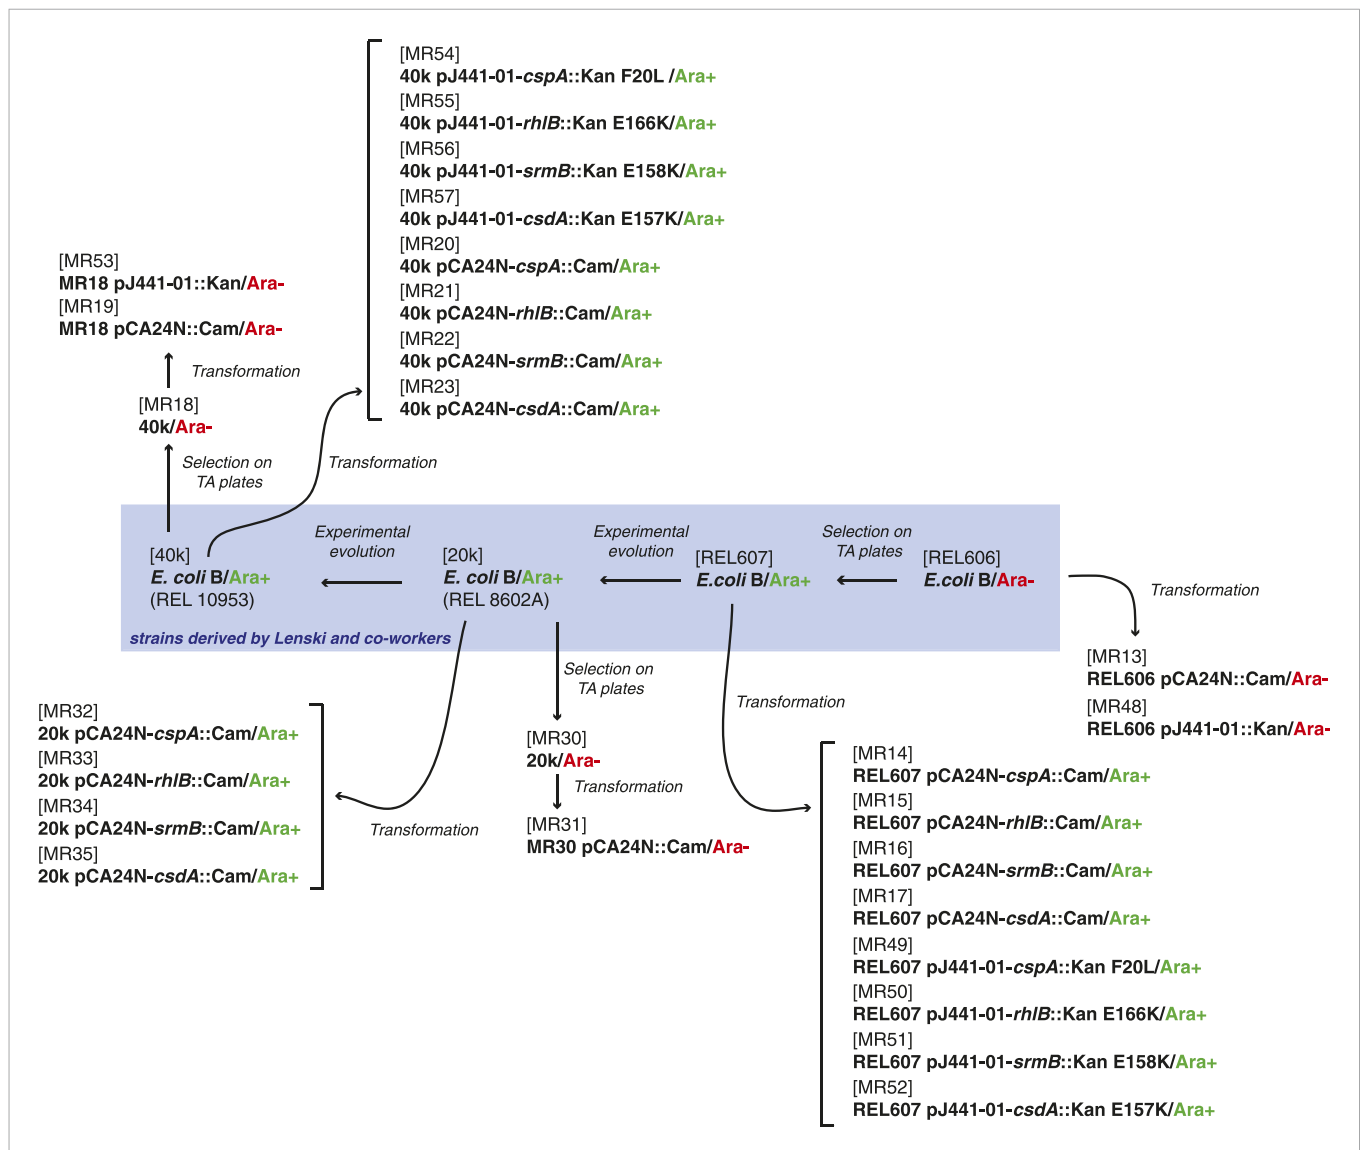 [MR54]
40k pJ441-01-cspA::Kan F20L /Ara+
[MR55]
40k pJ441-01-rhlB::Kan E166K/Ara+
[MR56]
40k pJ441-01-srmB::Kan E158K/Ara+
[MR57]
40k pJ441-01-csdA::Kan E157K/Ara+
[MR20]
40k pCA24N-cspA::Cam/Ara+
[MR21]
40k pCA24N-rhlB::Cam/Ara+
[MR22]
40k pCA24N-srmB::Cam/Ara+
[MR23]
40k pCA24N-csdA::Cam/Ara+
[MR53]
MR18 pJ441-01::Kan/Ara-
[MR19]
MR18 pCA24N::Cam/Ara-
Transformation
[MR18]
40k/Ara-
Selection on
TA plates
Transformation
[40k]
E. coli B/Ara+
(REL 10953)
Experimental
evolution
[20k]
E. coli B/Ara+
(REL 8602A)
Experimental
evolution
[REL607]
E.coli B/Ara+
Selection on
TA plates
[REL606]
E.coli B/Ara-
strains derived by Lenski and co-workers
Transformation
[MR13]
REL606 pCA24N::Cam/Ara-
[MR48]
REL606 pJ441-01::Kan/Ara-
[MR32]
20k pCA24N-cspA::Cam/Ara+
[MR33]
20k pCA24N-rhlB::Cam/Ara+
[MR34]
20k pCA24N-srmB::Cam/Ara+
[MR35]
20k pCA24N-csdA::Cam/Ara+
Transformation
Selection on
TA plates
[MR30]
20k/Ara-
Transformation
[MR31]
MR30 pCA24N::Cam/Ara-
Transformation
[MR14]
REL607 pCA24N-cspA::Cam/Ara+
[MR15]
REL607 pCA24N-rhlB::Cam/Ara+
[MR16]
REL607 pCA24N-srmB::Cam/Ara+
[MR17]
REL607 pCA24N-csdA::Cam/Ara+
[MR49]
REL607 pJ441-01-cspA::Kan F20L/Ara+
[MR50]
REL607 pJ441-01-rhlB::Kan E166K/Ara+
[MR51]
REL607 pJ441-01-srmB::Kan E158K/Ara+
[MR52]
REL607 pJ441-01-csdA::Kan E157K/Ara+